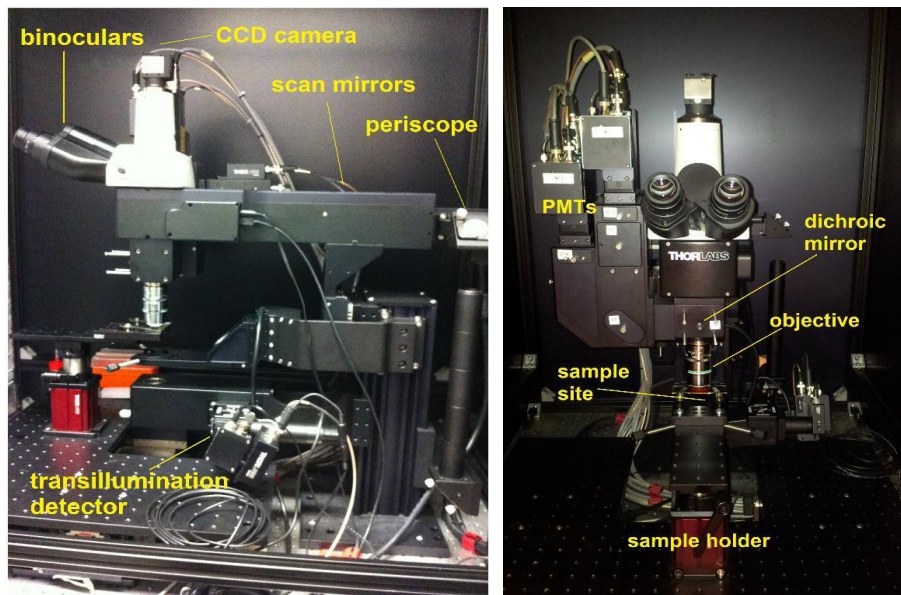 binoculars
CCD camera
scan mirrors
periscope
transillumination
detector
PMTs
dichroic
mirror
THORLABS
objective
sample
site
sample holder